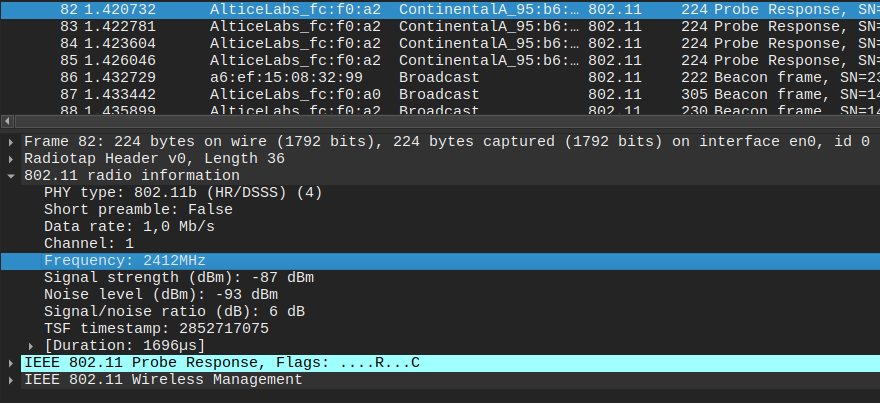 82 1.420732 AlticeLabs_fc:f0:a2 ContinentalA_95:b6:… 802.11 224 Probe Response, SN=
83 1.422781 AlticeLabs_fc:f0:a2 ContinentalA_95:b6:… 802.11 224 Probe Response, SN=
84 1.423604 AlticeLabs_fc:f0:a2 ContinentalA_95:b6:… 802.11 224 Probe Response, SN=
85 1.426046 AlticeLabs_fc:f0:a2 ContinentalA_95:b6:… 802.11 224 Probe Response, SN=
86 1.432729 a6:ef:15:08:32:99 Broadcast 802.11 222 Beacon frame, SN=23
87 1.433442 AlticeLabs_fc:f0:a0 Broadcast 802.11 305 Beacon frame, SN=14
88 1.435899 AlticeLabs_fc:f0:a2 Broadcast 802.11 230 Beacon frame, SN=14
Frame 82: 224 bytes on wire (1792 bits), 224 bytes captured (1792 bits) on interface en0, id 0
Radiotap Header v0, Length 36
802.11 radio information
PHY type: 802.11b (HR/DSSS) (4)
Short preamble: False
Data rate: 1,0 Mb/s
Channel: 1
Frequency: 2412MHz
Signal strength (dBm): -87 dBm
Noise level (dBm): -93 dBm
Signal/noise ratio (dB): 6 dB
TSF timestamp: 2852717075
[Duration: 1696µs]
IEEE 802.11 Probe Response, Flags: ....R...C
IEEE 802.11 Wireless Management